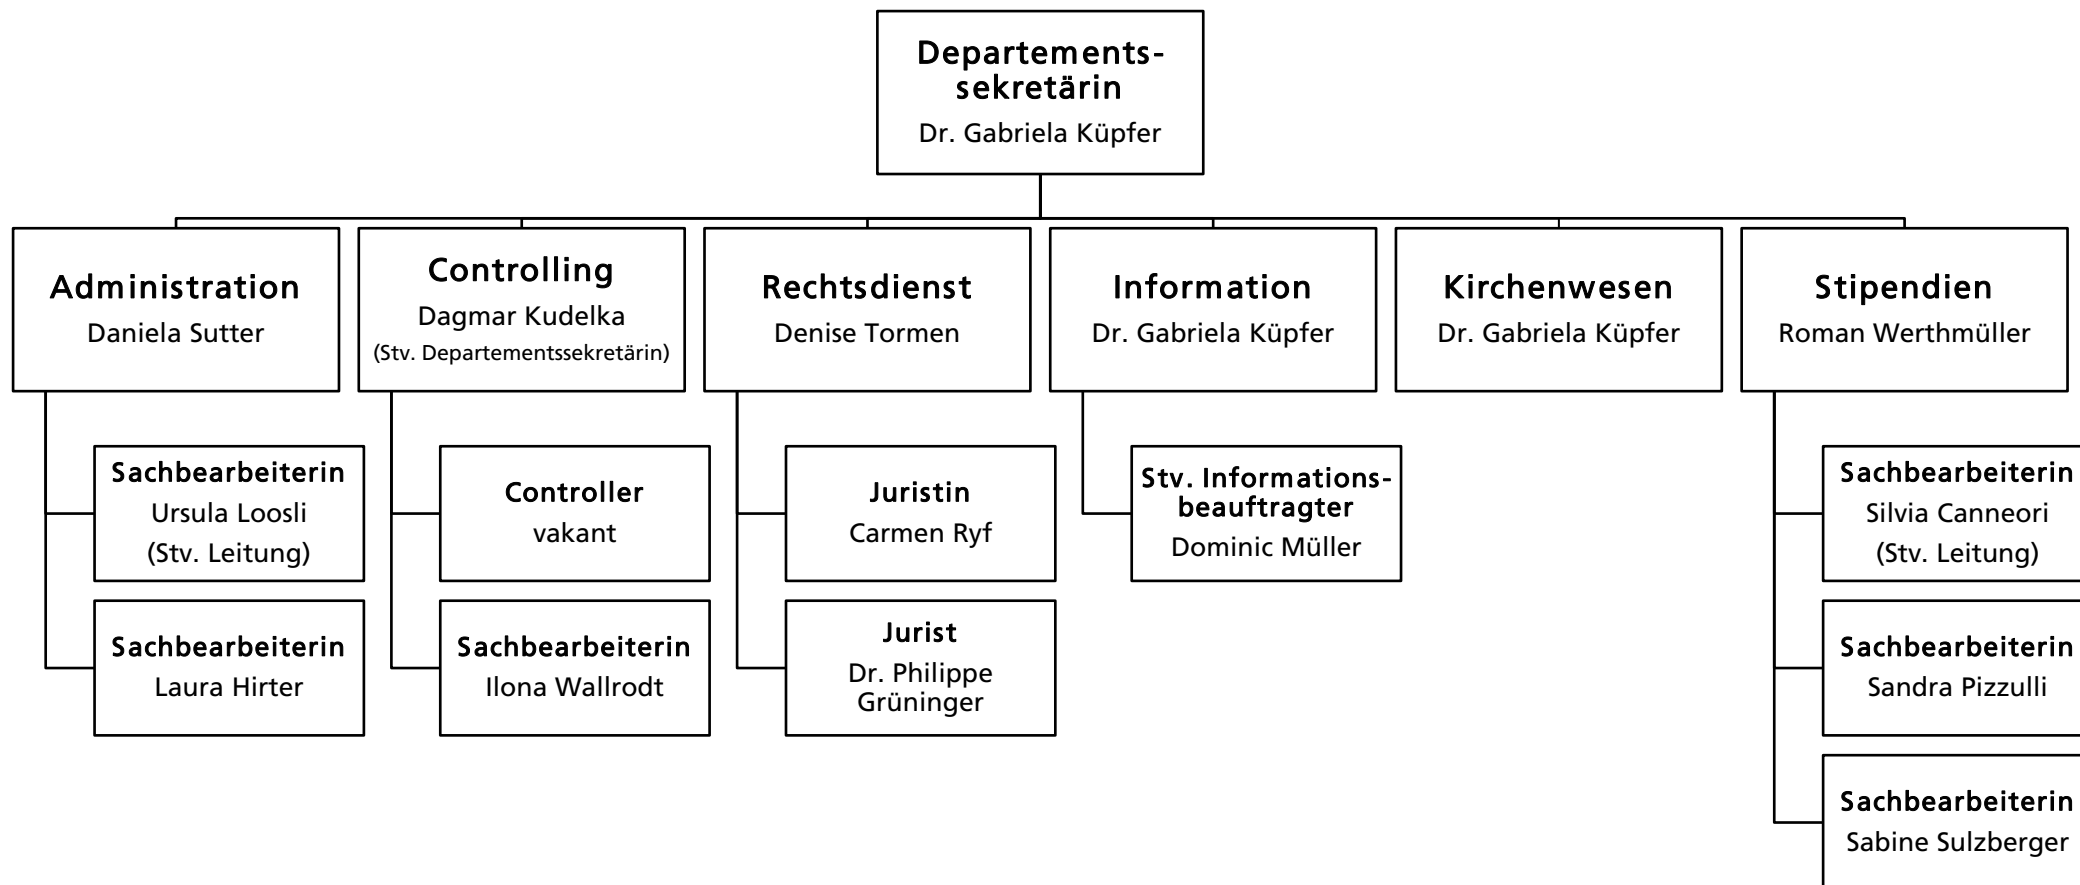 Departements-
sekretärin
Dr. Gabriela Küpfer
Administration
Daniela Sutter
Controlling
Dagmar Kudelka
(Stv. Departementssekretärin)
Rechtsdienst
Denise Tormen
Information
Dr. Gabriela Küpfer
Kirchenwesen
Dr. Gabriela Küpfer
Stipendien
Roman Werthmüller
Sachbearbeiterin
Ursula Loosli
(Stv. Leitung)
Sachbearbeiterin
Laura Hirter
Controller
vakant
Sachbearbeiterin
Ilona Wallrodt
Juristin
Carmen Ryf
Jurist
Dr. Philippe
Grüninger
Stv. Informations-
beauftragter
Dominic Müller
Sachbearbeiterin
Silvia Canneori
(Stv. Leitung)
Sachbearbeiterin
Sandra Pizzulli
Sachbearbeiterin
Sabine Sulzberger